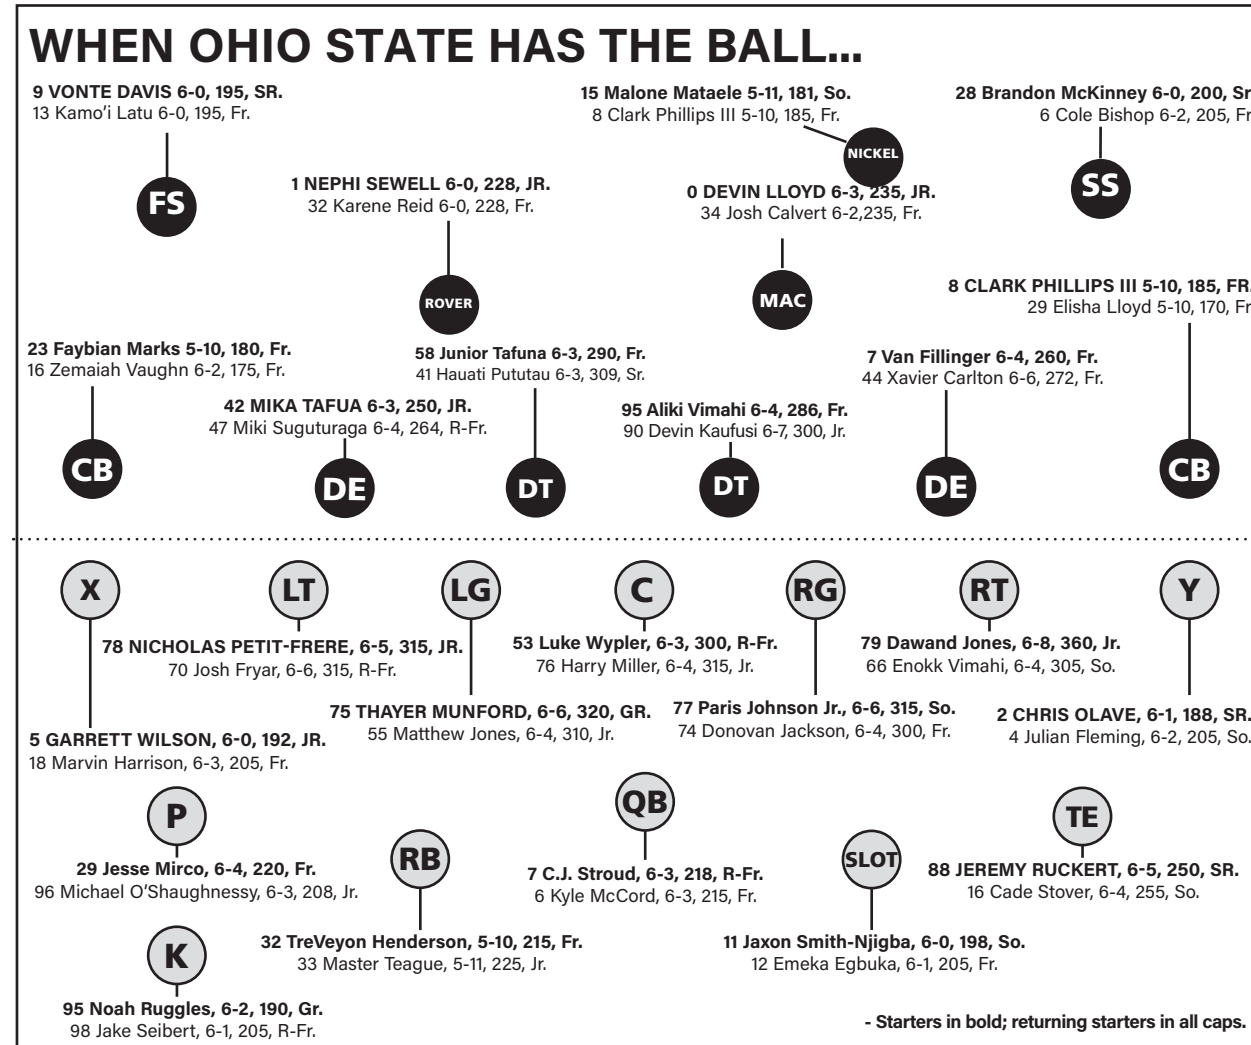 WHEN OHIO STATE HAS THE BALL...
9 VONTE DAVIS 6-0, 195, SR.
13 Kamo'i Latu 6-0, 195, Fr.
FS
15 Malone Mataele 5-11, 181, So.
8 Clark Phillips III 5-10, 185, Fr.
NICKEL
28 Brandon McKinney 6-0, 200, Sr
6 Cole Bishop 6-2, 205, Fr
SS
1 NEPHI SEWELL 6-0, 228, JR.
32 Karene Reid 6-0, 228, Fr.
ROVER
0 DEVIN LLOYD 6-3, 235, JR.
34 Josh Calvert 6-2,235, Fr.
MAC
8 CLARK PHILLIPS III 5-10, 185, FR.
29 Elisha Lloyd 5-10, 170, Fr
CB
23 Faybian Marks 5-10, 180, Fr.
16 Zemaiah Vaughn 6-2, 175, Fr.
CB
42 MIKA TAFUA 6-3, 250, JR.
47 Miki Suguturaga 6-4, 264, R-Fr.
DE
58 Junior Tafuna 6-3, 290, Fr.
41 Hauati Pututau 6-3, 309, Sr.
DT
95 Aliki Vimahi 6-4, 286, Fr.
90 Devin Kaufusi 6-7, 300, Jr.
DT
7 Van Fillinger 6-4, 260, Fr.
44 Xavier Carlton 6-6, 272, Fr.
DE
X
5 GARRETT WILSON, 6-0, 192, JR.
18 Marvin Harrison, 6-3, 205, Fr.
LT
78 NICHOLAS PETIT-FRERE, 6-5, 315, JR.
70 Josh Fryar, 6-6, 315, R-Fr.
LG
75 THAYER MUNFORD, 6-6, 320, GR.
55 Matthew Jones, 6-4, 310, Jr.
C
53 Luke Wypler, 6-3, 300, R-Fr.
76 Harry Miller, 6-4, 315, Jr.
RG
77 Paris Johnson Jr., 6-6, 315, So.
74 Donovan Jackson, 6-4, 300, Fr.
RT
79 Dawand Jones, 6-8, 360, Jr.
66 Enokk Vimahi, 6-4, 305, So.
Y
2 CHRIS OLAVE, 6-1, 188, SR.
4 Julian Fleming, 6-2, 205, So.
P
29 Jesse Mirco, 6-4, 220, Fr.
96 Michael O'Shaughnessy, 6-3, 208, Jr.
RB
32 TreVeyon Henderson, 5-10, 215, Fr.
33 Master Teague, 5-11, 225, Jr.
QB
7 C.J. Stroud, 6-3, 218, R-Fr.
6 Kyle McCord, 6-3, 215, Fr.
SLOT
11 Jaxon Smith-Njigba, 6-0, 198, So.
12 Emeka Egbuka, 6-1, 205, Fr.
TE
88 JEREMY RUCKERT, 6-5, 250, SR.
16 Cade Stover, 6-4, 255, So.
K
95 Noah Ruggles, 6-2, 190, Gr.
98 Jake Seibert, 6-1, 205, R-Fr.
- Starters in bold; returning starters in all caps.